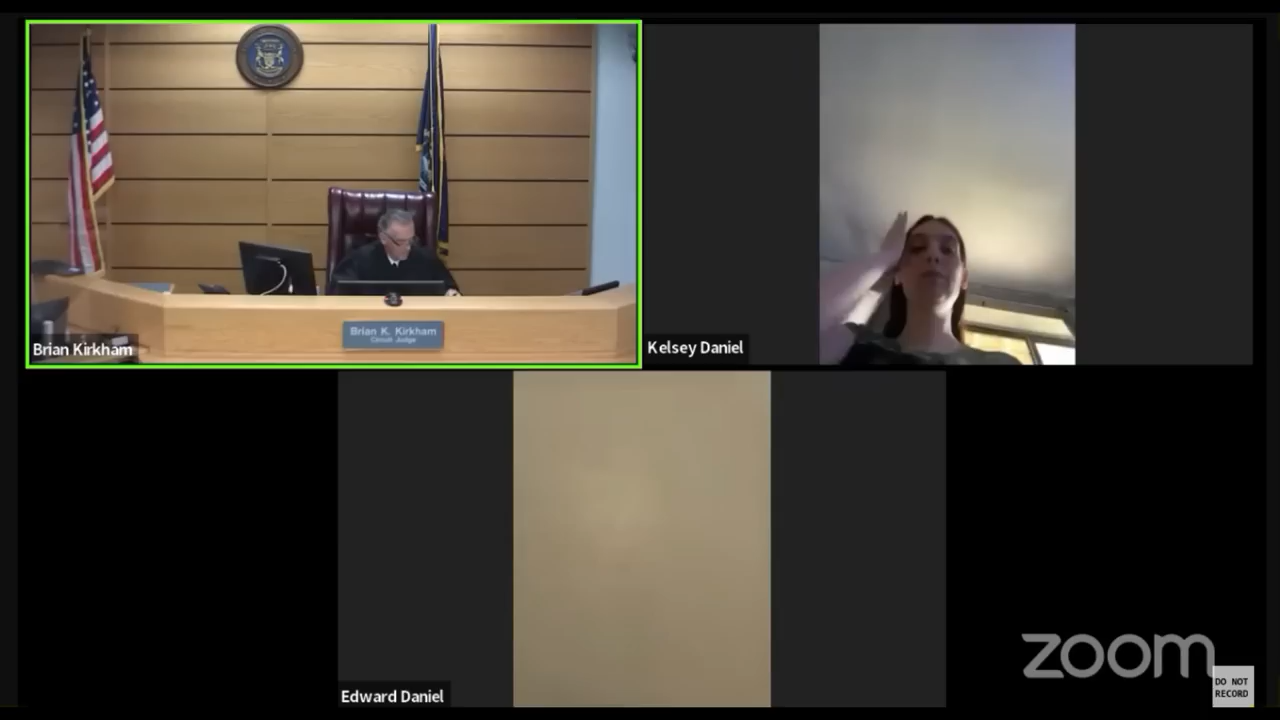 Brian K. Kirkham
Circuit Judge
Brian Kirkham
Kelsey Daniel
Edward Daniel
zoom
DO NOT
RECORD